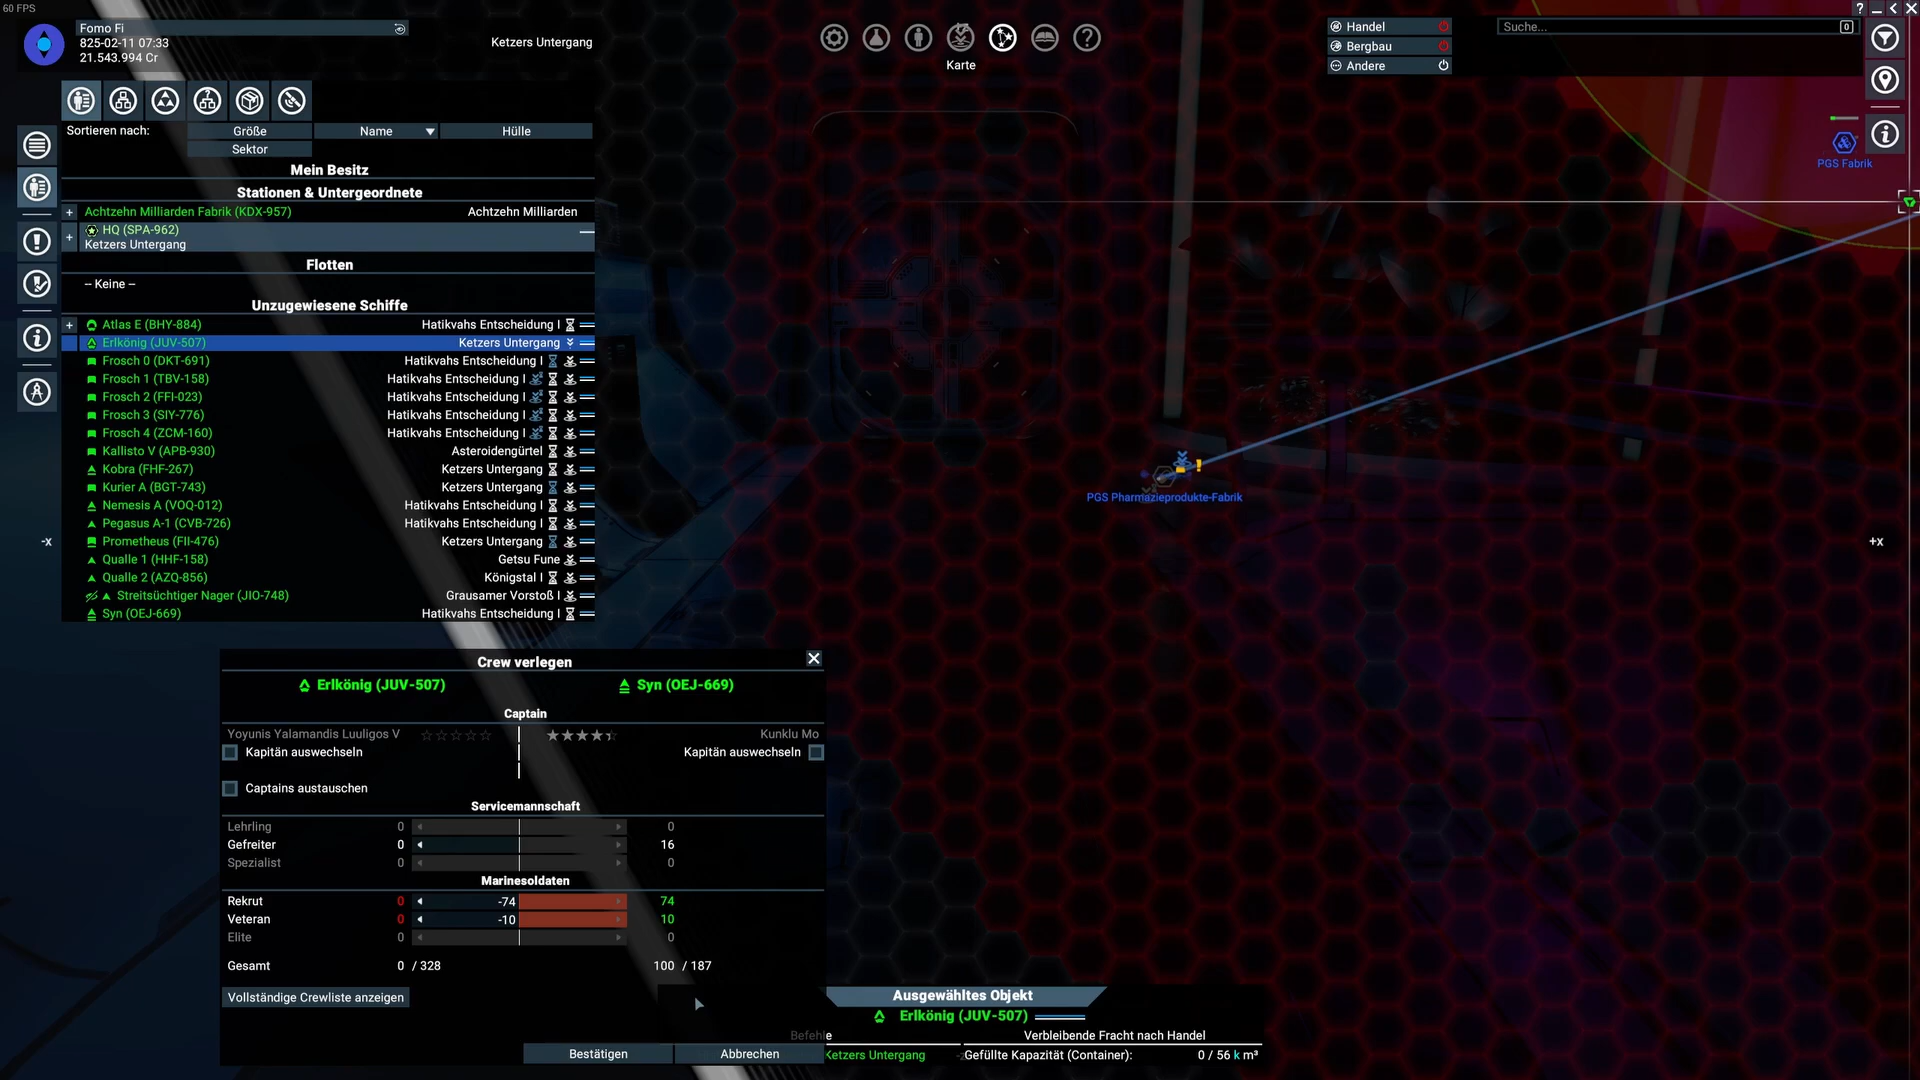 60 FPS
Fomo Fi
825-02-11 07:33
21.543.994 Cr
Ketzers Untergang
Karte
Handel
Bergbau
Andere
Suche...
0
? _ < X
PGS Fabrik
Sortieren nach:
Größe
Name
Hülle
Sektor
Mein Besitz
Stationen & Untergeordnete
+ Achtzehn Milliarden Fabrik (KDX-957) Achtzehn Milliarden
+ HQ (SPA-962)
Ketzers Untergang
Flotten
-- Keine --
Unzugewiesene Schiffe
+ Atlas E (BHY-884) Hatikvahs Entscheidung I
Erlkönig (JUV-507) Ketzers Untergang
Frosch 0 (DKT-691) Hatikvahs Entscheidung I
Frosch 1 (TBV-158) Hatikvahs Entscheidung I
Frosch 2 (FFI-023) Hatikvahs Entscheidung I
Frosch 3 (SIY-776) Hatikvahs Entscheidung I
Frosch 4 (ZCM-160) Hatikvahs Entscheidung I
Kallisto V (APB-930) Asteroidengürtel
Kobra (FHF-267) Ketzers Untergang
Kurier A (BGT-743) Ketzers Untergang
Nemesis A (VOQ-012) Hatikvahs Entscheidung I
Pegasus A-1 (CVB-726) Hatikvahs Entscheidung I
Prometheus (FII-476) Ketzers Untergang
Qualle 1 (HHF-158) Getsu Fune
Qualle 2 (AZQ-856) Königstal I
Streitsüchtiger Nager (JIO-748) Grausamer Vorstoß I
Syn (OEJ-669) Hatikvahs Entscheidung I
PGS Pharmazieprodukte-Fabrik
-x
+x
Crew verlegen
Erlkönig (JUV-507) Syn (OEJ-669)
Captain
Yoyunis Yalamandis Luuligos V Kunklu Mo
Kapitän auswechseln Kapitän auswechseln
Captains austauschen
Servicemannschaft
Lehrling 0 0
Gefreiter 0 16
Spezialist 0 0
Marinesoldaten
Rekrut 0 -74 74
Veteran 0 -10 10
Elite 0 0
Gesamt 0 / 328 100 / 187
Vollständige Crewliste anzeigen
Bestätigen
Abbrechen
Ausgewähltes Objekt
Erlkönig (JUV-507)
Befehle Verbleibende Fracht nach Handel
Ketzers Untergang Gefüllte Kapazität (Container): 0 / 56 k m³